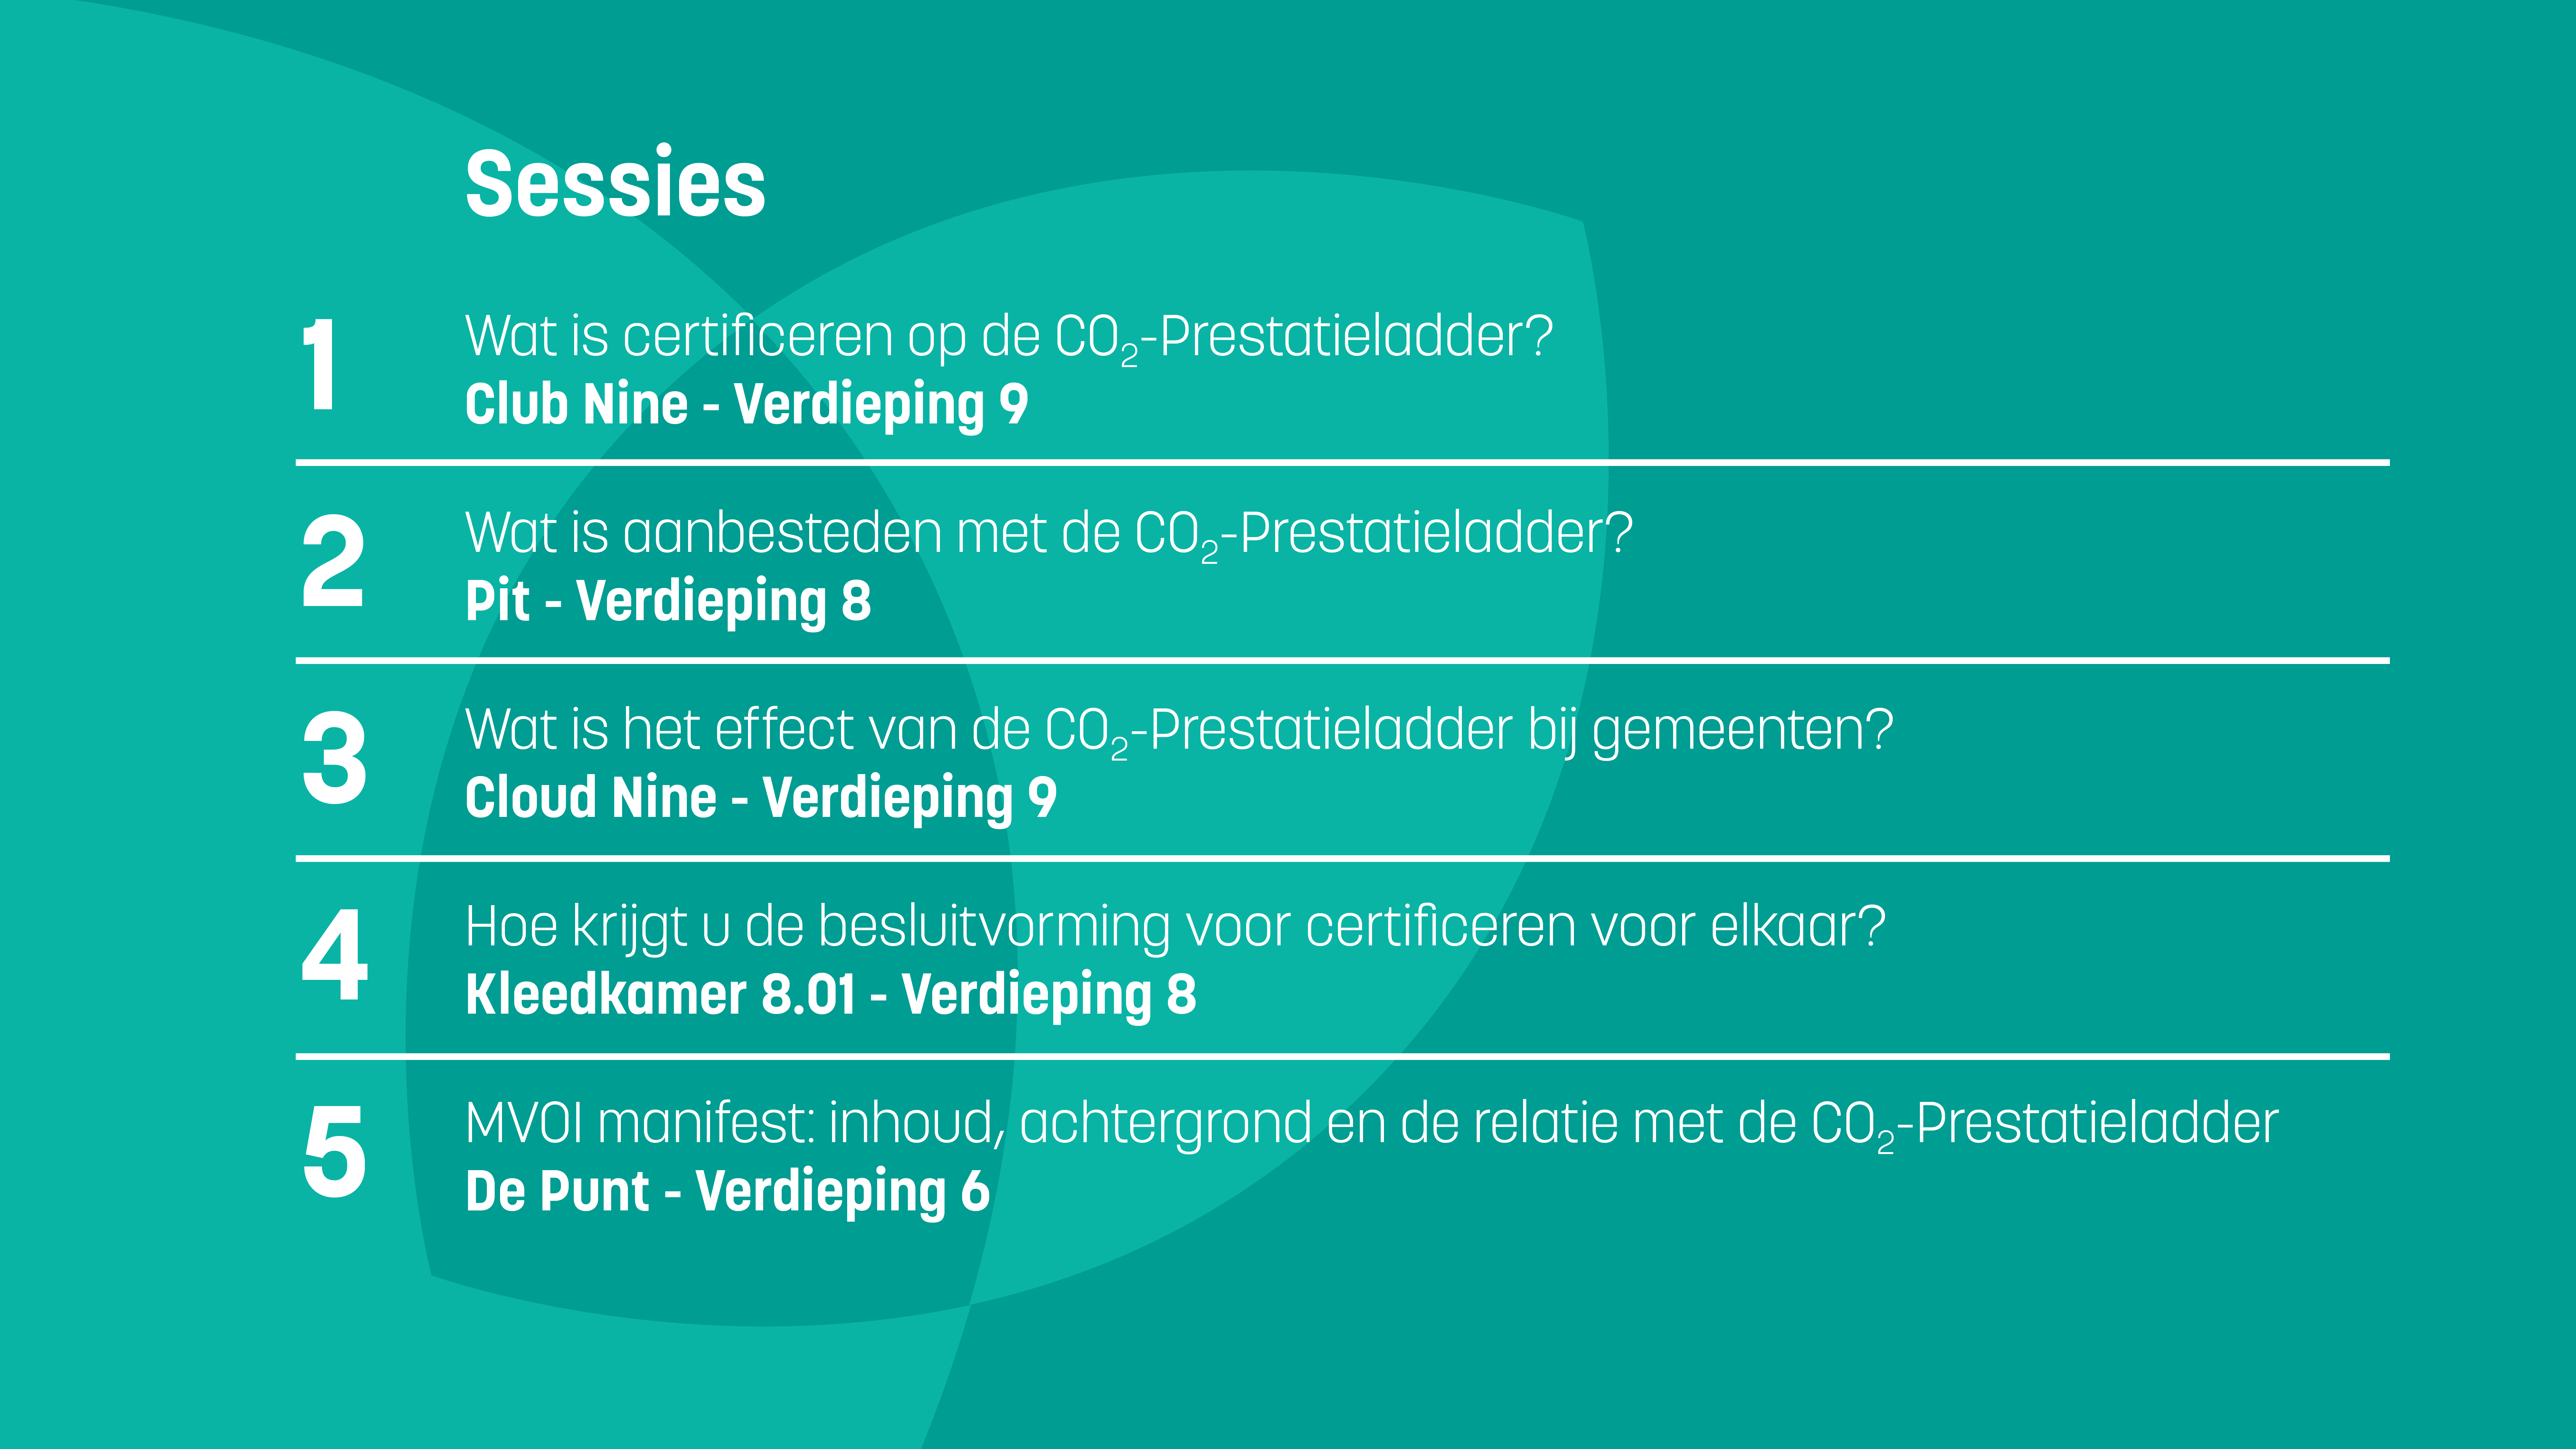 Sessies
1
Wat is certificeren op de CO₂-Prestatieladder?
Club Nine - Verdieping 9
2
Wat is aanbesteden met de CO₂-Prestatieladder?
Pit - Verdieping 8
3
Wat is het effect van de CO₂-Prestatieladder bij gemeenten?
Cloud Nine - Verdieping 9
4
Hoe krijgt u de besluitvorming voor certificeren voor elkaar?
Kleedkamer 8.01 - Verdieping 8
5
MVOI manifest: inhoud, achtergrond en de relatie met de CO₂-Prestatieladder
De Punt - Verdieping 6